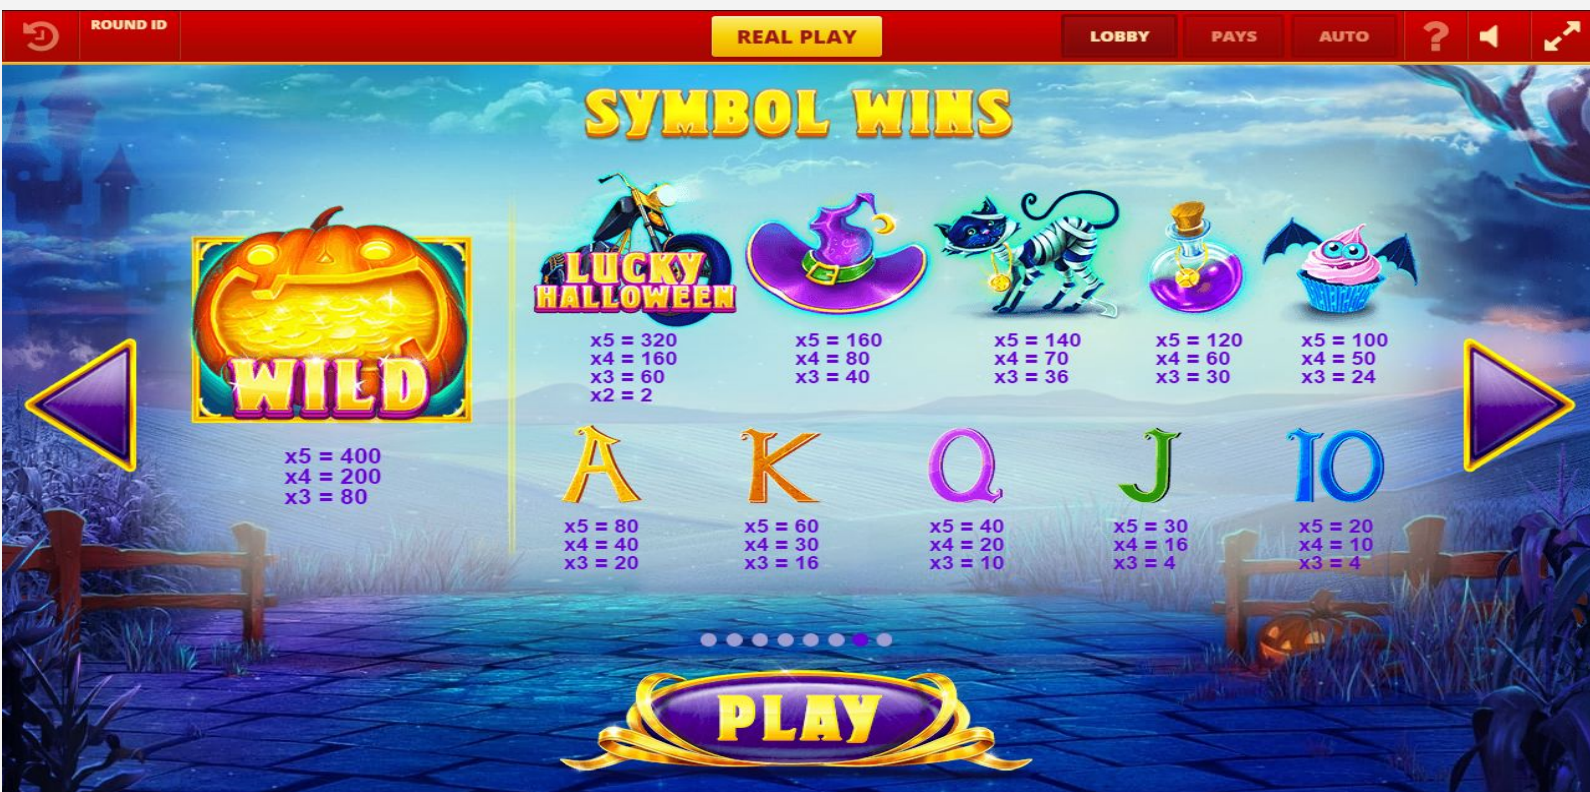 ROUND ID
REAL PLAY
LOBBY
PAYS
AUTO
?
SYMBOL WINS
WILD
x5 = 400
x4 = 200
x3 = 80
LUCKY
HALLOWEEN
x5 = 320
x4 = 160
x3 = 60
x2 = 2
x5 = 160
x4 = 80
x3 = 40
x5 = 140
x4 = 70
x3 = 36
x5 = 120
x4 = 60
x3 = 30
x5 = 100
x4 = 50
x3 = 24
A
x5 = 80
x4 = 40
x3 = 20
K
x5 = 60
x4 = 30
x3 = 16
Q
x5 = 40
x4 = 20
x3 = 10
J
x5 = 30
x4 = 16
x3 = 4
10
x5 = 20
x4 = 10
x3 = 4
PLAY